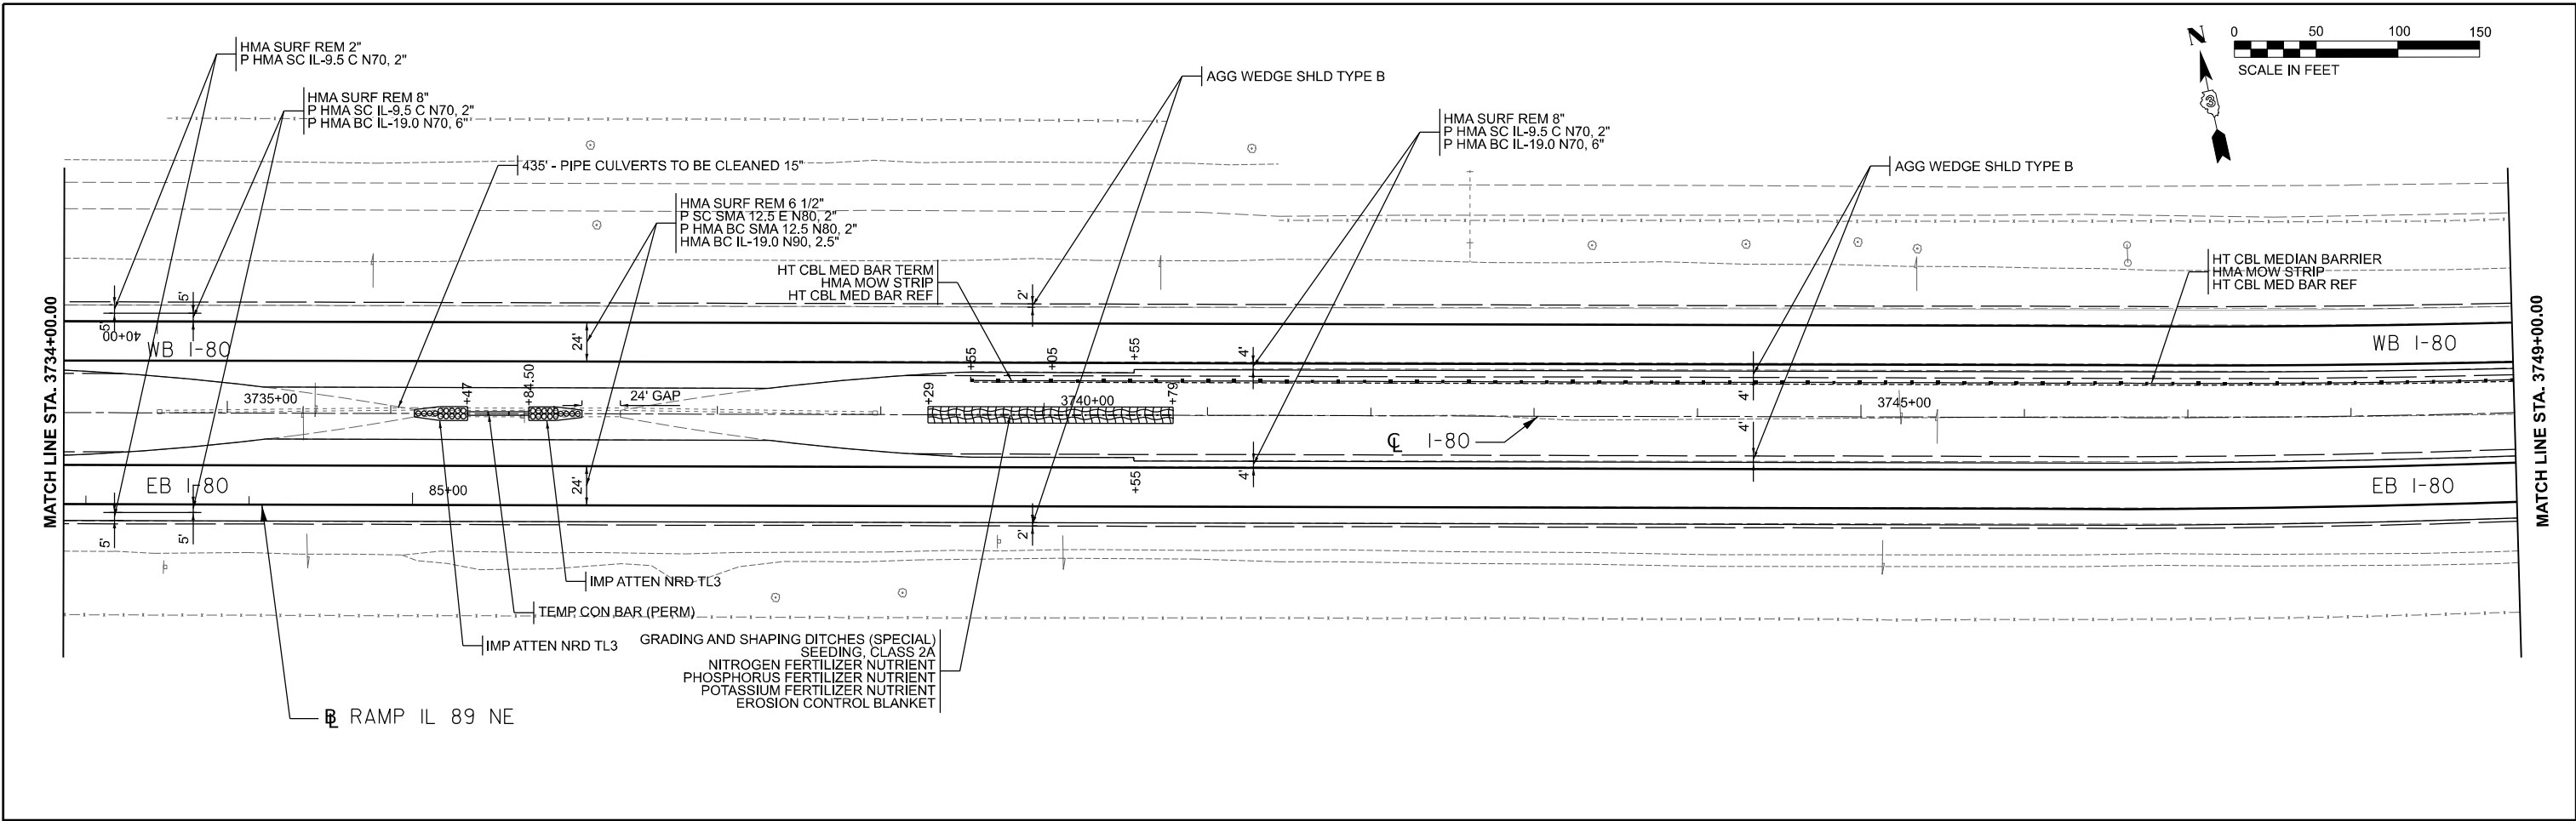 HMA SURF REM 2"
P HMA SC IL-9.5 C N70, 2"
HMA SURF REM 8"
P HMA SC IL-9.5 C N70, 2"
P HMA BC IL-19.0 N70, 6"
435' - PIPE CULVERTS TO BE CLEANED 15"
HMA SURF REM 6 1/2"
P SC SMA 12.5 E N80, 2"
P HMA BC SMA 12.5 N80, 2"
HMA BC IL-19.0 N90, 2.5"
AGG WEDGE SHLD TYPE B
HMA SURF REM 8"
P HMA SC IL-9.5 C N70, 2"
P HMA BC IL-19.0 N70, 6"
AGG WEDGE SHLD TYPE B
N
3
0 50 100 150
SCALE IN FEET
HT CBL MED BAR TERM
HMA MOW STRIP
HT CBL MED BAR REF
HT CBL MEDIAN BARRIER
HMA MOW STRIP
HT CBL MED BAR REF
MATCH LINE STA. 3734+00.00
MATCH LINE STA. 3749+00.00
5'
5'
40+00
WB I-80
24'
2'
+55
+05
+55
4'
4'
WB I-80
3735+00
+47
+84.50
24' GAP
+29
3740+00
+79
3745+00
℄ I-80
4'
EB I-80
85+00
24'
+55
4'
EB I-80
5'
5'
2'
IMP ATTEN NRD TL3
TEMP CON BAR (PERM)
IMP ATTEN NRD TL3
GRADING AND SHAPING DITCHES (SPECIAL)
SEEDING, CLASS 2A
NITROGEN FERTILIZER NUTRIENT
PHOSPHORUS FERTILIZER NUTRIENT
POTASSIUM FERTILIZER NUTRIENT
EROSION CONTROL BLANKET
BL RAMP IL 89 NE